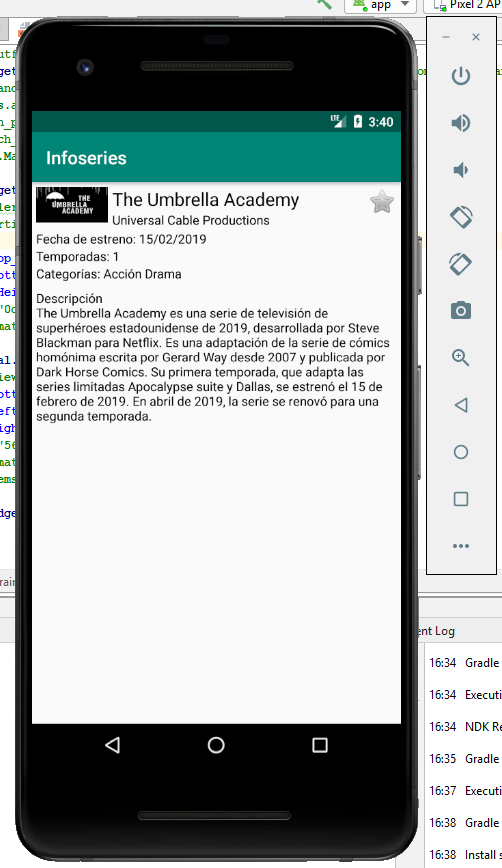 app
Pixel 2 AP
LTE
3:40
Infoseries
THE
UMBRELLA
ACADEMY
The Umbrella Academy
Universal Cable Productions
Fecha de estreno: 15/02/2019
Temporadas: 1
Categorías: Acción Drama
Descripción
The Umbrella Academy es una serie de televisión de
superhéroes estadounidense de 2019, desarrollada por Steve
Blackman para Netflix. Es una adaptación de la serie de cómics
homónima escrita por Gerard Way desde 2007 y publicada por
Dark Horse Comics. Su primera temporada, que adapta las
series limitadas Apocalypse suite y Dallas, se estrenó el 15 de
febrero de 2019. En abril de 2019, la serie se renovó para una
segunda temporada.
ent Log
16:34 Gradle
16:34 Executi
16:34 NDK Re
16:35 Gradle
16:37 Executi
16:38 Gradle
16:38 Install s